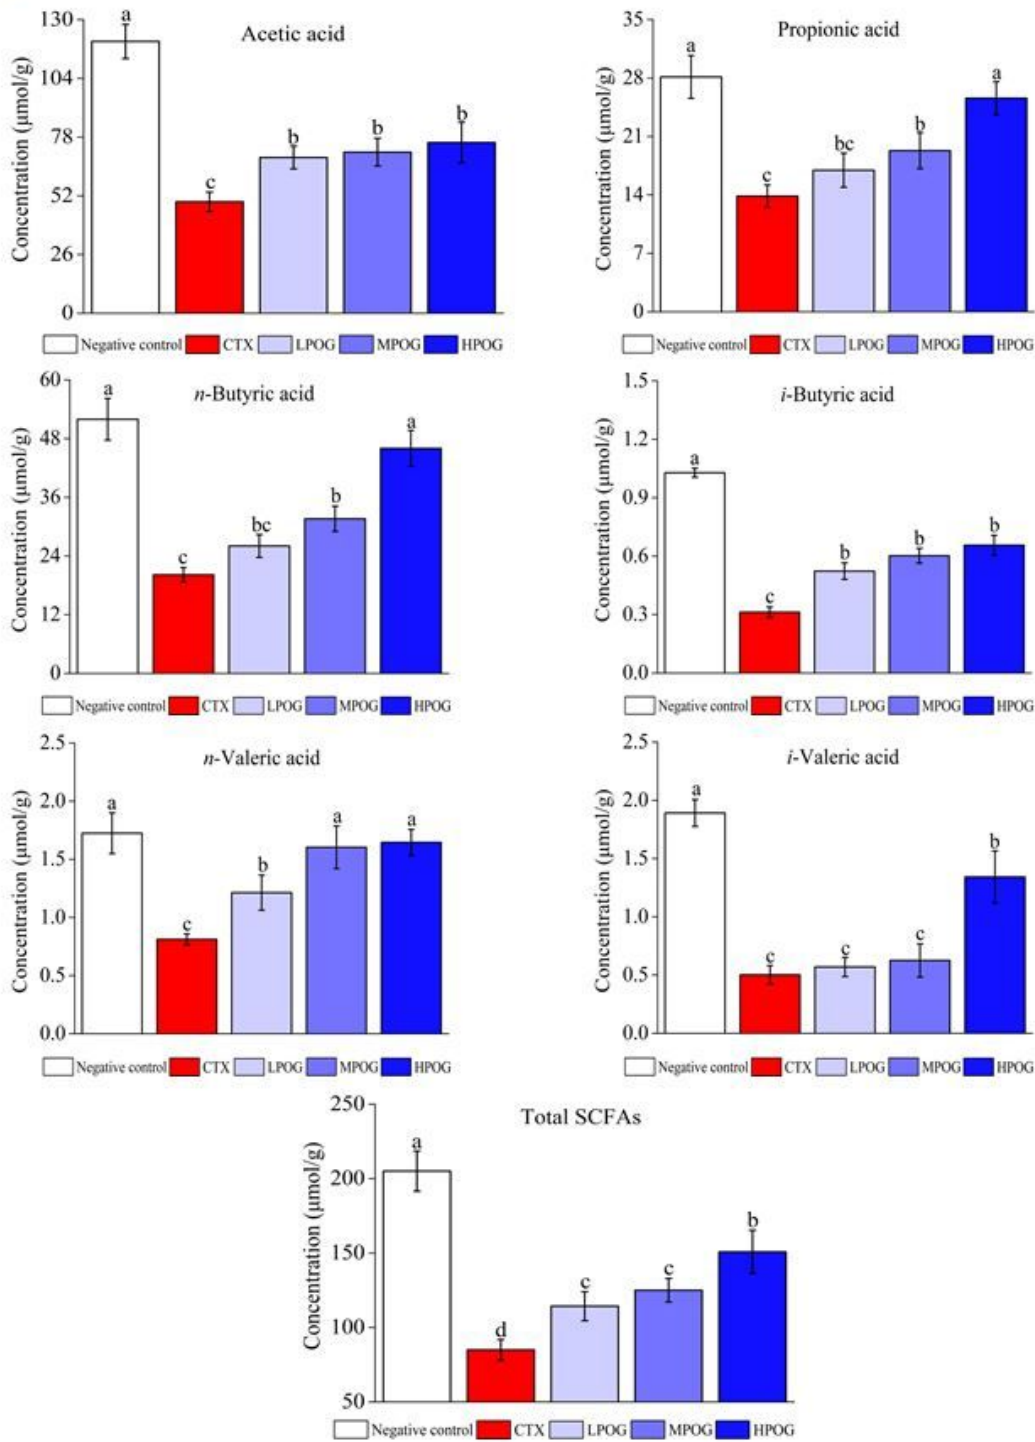 Acetic acid
Concentration (μmol/g)
130
104
78
52
26
0
a
c
b
b
b
Negative control CTX LPOG MPOG HPOG
Propionic acid
Concentration (μmol/g)
35
28
21
14
7
0
a
c
bc
b
a
Negative control CTX LPOG MPOG HPOG
n-Butyric acid
Concentration (μmol/g)
60
48
36
24
12
0
a
c
bc
b
a
Negative control CTX LPOG MPOG HPOG
i-Butyric acid
Concentration (μmol/g)
1.5
1.2
0.9
0.6
0.3
0.0
a
c
b
b
b
Negative control CTX LPOG MPOG HPOG
n-Valeric acid
Concentration (μmol/g)
2.5
2.0
1.5
1.0
0.5
0.0
a
c
b
a
a
Negative control CTX LPOG MPOG HPOG
i-Valeric acid
Concentration (μmol/g)
2.5
2.0
1.5
1.0
0.5
0.0
a
c
c
c
b
Negative control CTX LPOG MPOG HPOG
Total SCFAs
Concentration (μmol/g)
250
200
150
100
50
a
d
c
c
b
Negative control CTX LPOG MPOG HPOG